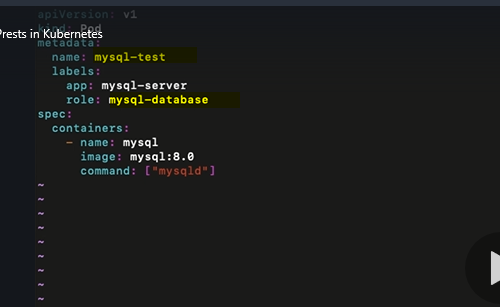 apiVersion: v1
kind: Pod
Prests in Kubernetes
metadata:
name: mysql-test
labels:
app: mysql-server
role: mysql-database
spec:
containers:
- name: mysql
image: mysql:8.0
command: ["mysqld"]
~
~
~
~
~
~
~
~
~